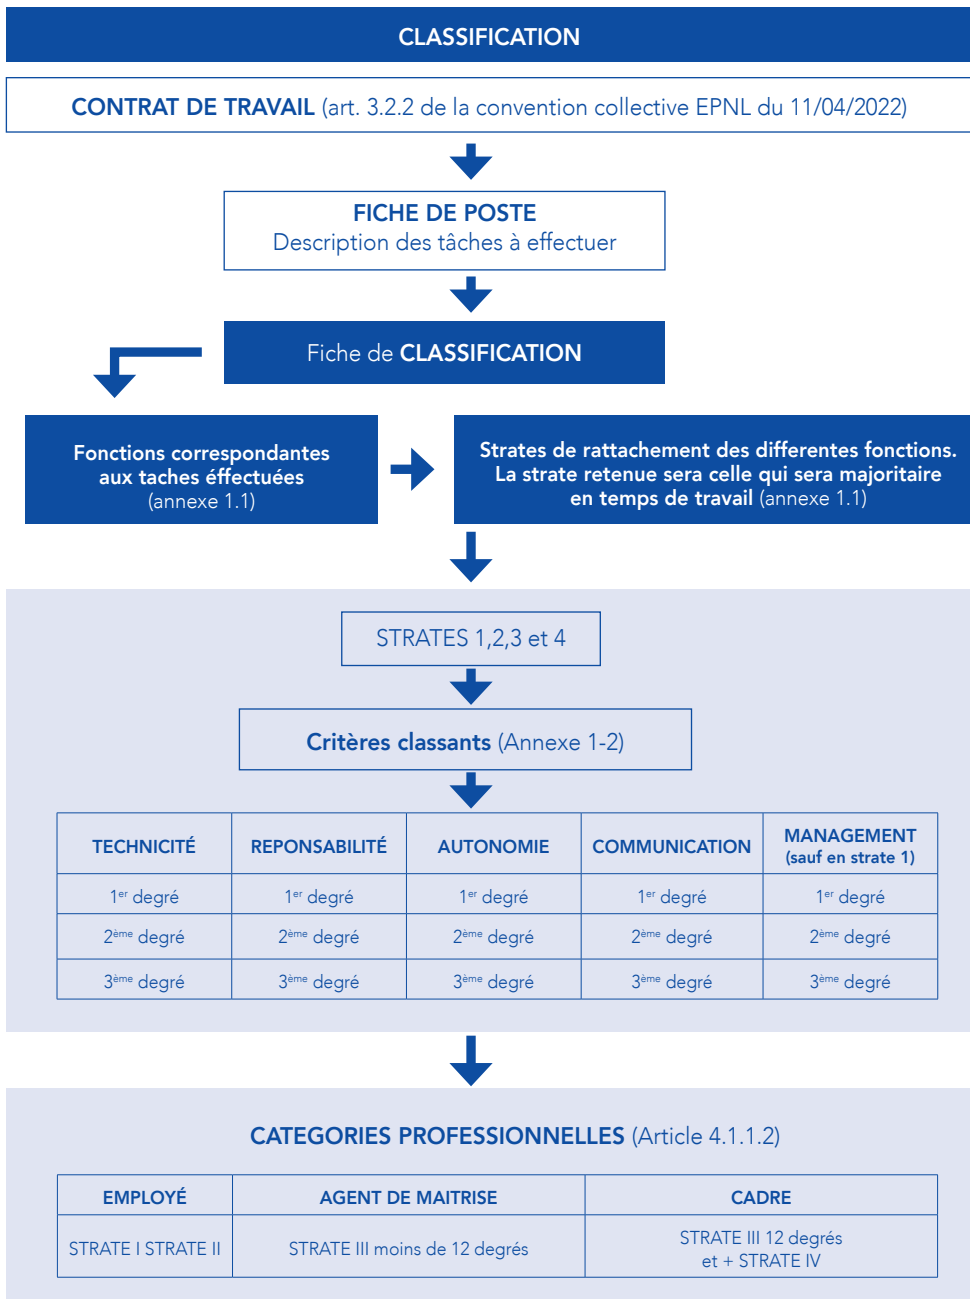 CLASSIFICATION
CONTRAT DE TRAVAIL (art. 3.2.2 de la convention collective EPNL du 11/04/2022)
FICHE DE POSTE
Description des tâches à effectuer
Fiche de CLASSIFICATION
Fonctions correspondantes
aux taches éffectuées
(annexe 1.1)
Strates de rattachement des differentes fonctions.
La strate retenue sera celle qui sera majoritaire
en temps de travail (annexe 1.1)
STRATES 1,2,3 et 4
Critères classants (Annexe 1-2)
TECHNICITÉ REPONSABILITÉ AUTONOMIE COMMUNICATION MANAGEMENT
(sauf en strate 1)
1er degré 1er degré 1er degré 1er degré 1er degré
2ème degré 2ème degré 2ème degré 2ème degré 2ème degré
3ème degré 3ème degré 3ème degré 3ème degré 3ème degré
CATEGORIES PROFESSIONNELLES (Article 4.1.1.2)
EMPLOYÉ AGENT DE MAITRISE CADRE
STRATE I STRATE II STRATE III moins de 12 degrés STRATE III 12 degrés
et + STRATE IV